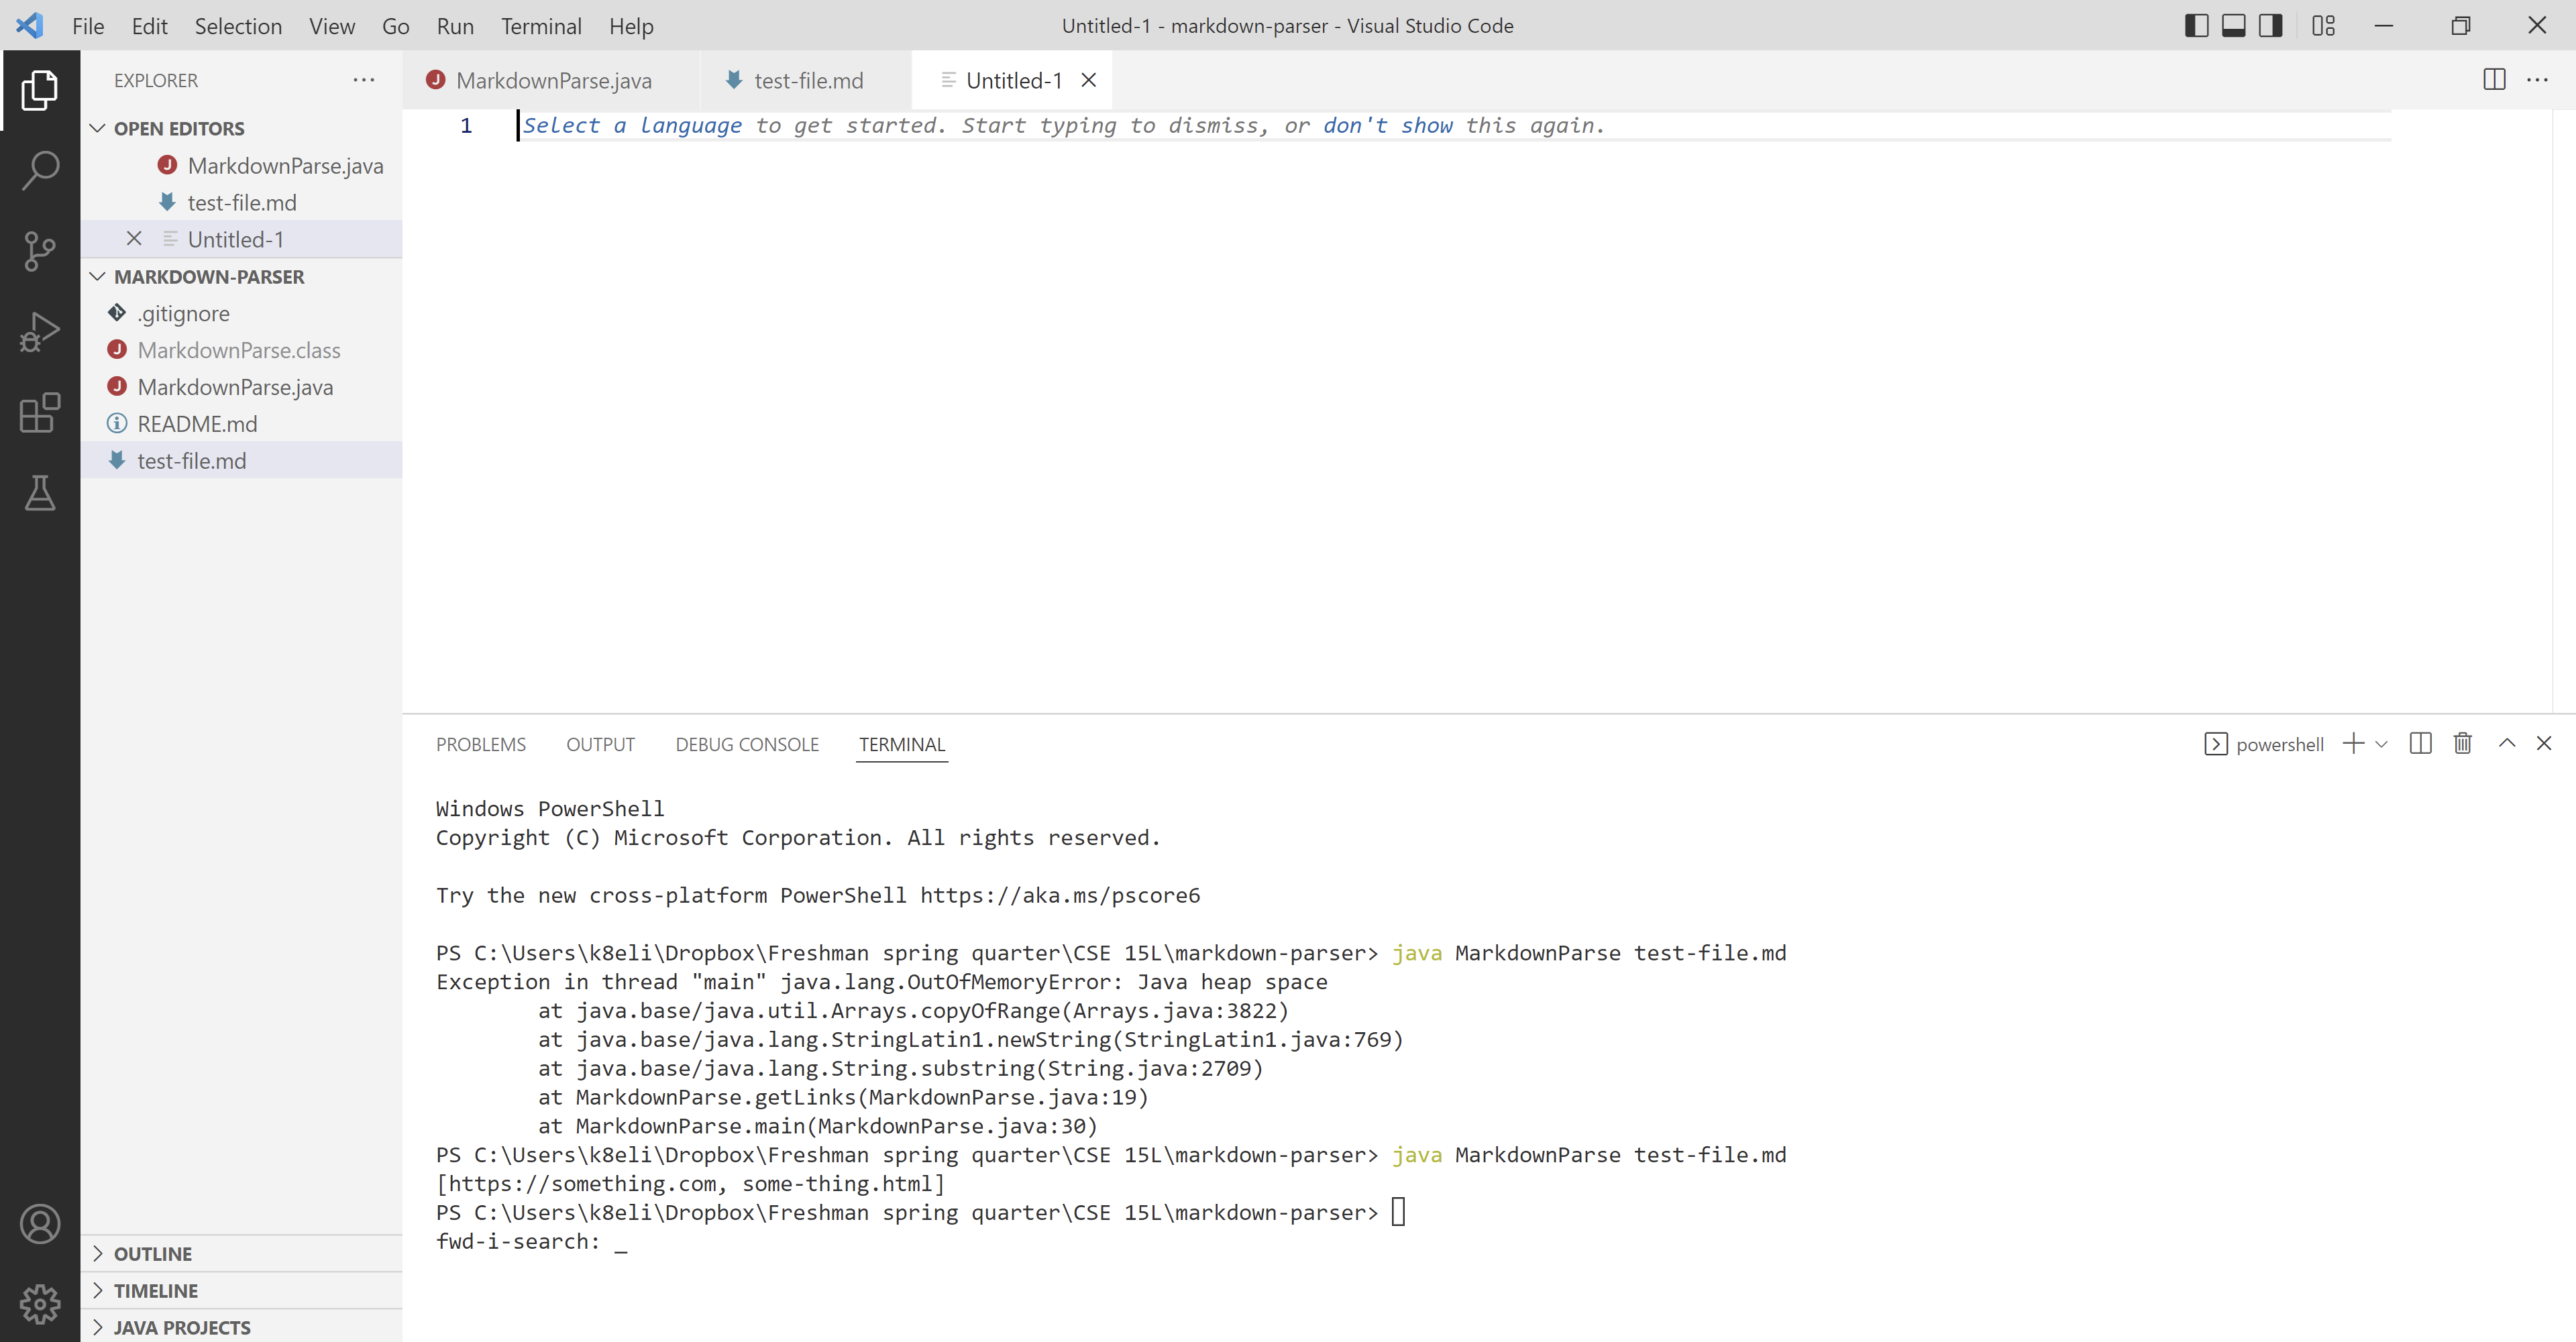 File Edit Selection View Go Run Terminal Help
Untitled-1 - markdown-parser - Visual Studio Code
EXPLORER
OPEN EDITORS
MarkdownParse.java
test-file.md
Untitled-1
MARKDOWN-PARSER
.gitignore
MarkdownParse.class
MarkdownParse.java
README.md
test-file.md
OUTLINE
TIMELINE
JAVA PROJECTS
MarkdownParse.java test-file.md Untitled-1
1 Select a language to get started. Start typing to dismiss, or don't show this again.
PROBLEMS OUTPUT DEBUG CONSOLE TERMINAL
powershell
Windows PowerShell
Copyright (C) Microsoft Corporation. All rights reserved.
Try the new cross-platform PowerShell https://aka.ms/pscore6
PS C:\Users\k8eli\Dropbox\Freshman spring quarter\CSE 15L\markdown-parser> java MarkdownParse test-file.md
Exception in thread "main" java.lang.OutOfMemoryError: Java heap space
at java.base/java.util.Arrays.copyOfRange(Arrays.java:3822)
at java.base/java.lang.StringLatin1.newString(StringLatin1.java:769)
at java.base/java.lang.String.substring(String.java:2709)
at MarkdownParse.getLinks(MarkdownParse.java:19)
at MarkdownParse.main(MarkdownParse.java:30)
PS C:\Users\k8eli\Dropbox\Freshman spring quarter\CSE 15L\markdown-parser> java MarkdownParse test-file.md
[https://something.com, some-thing.html]
PS C:\Users\k8eli\Dropbox\Freshman spring quarter\CSE 15L\markdown-parser>
fwd-i-search: _